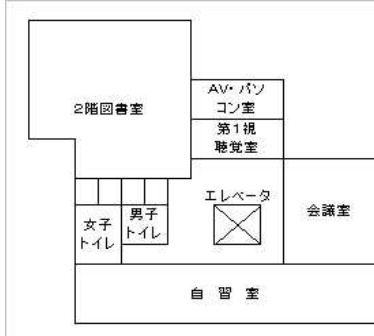 AV・パソ
コン室
2階図書室
第1視
聴覚室
エレベータ
会議室
女子
トイレ
男子
トイレ
自習室